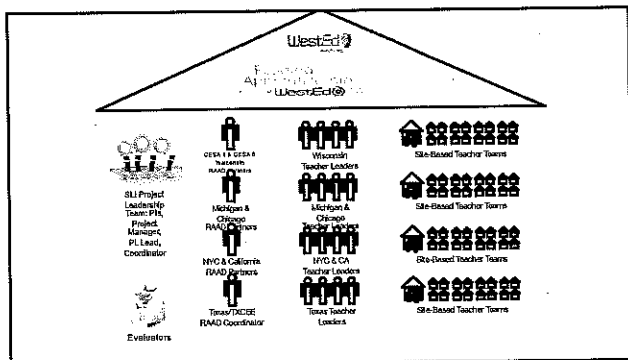 WestEd
WestEd
SLI Project
Leadership
Team: PIs,
Project
Manager,
PL Lead,
Coordinator
Evaluators
RAAD Partners
Michigan &
Chicago
RAAD Partners
NYC & California
RAAD Partners
Texas/TXCEE
RAAD Coordinator
Wisconsin
Teacher Leaders
Michigan &
Chicago
Teacher Leaders
NYC & CA
Teacher Leaders
Texas Teacher
Leaders
Site-Based Teacher Teams
Site-Based Teacher Teams
Site-Based Teacher Teams
Site-Based Teacher Teams